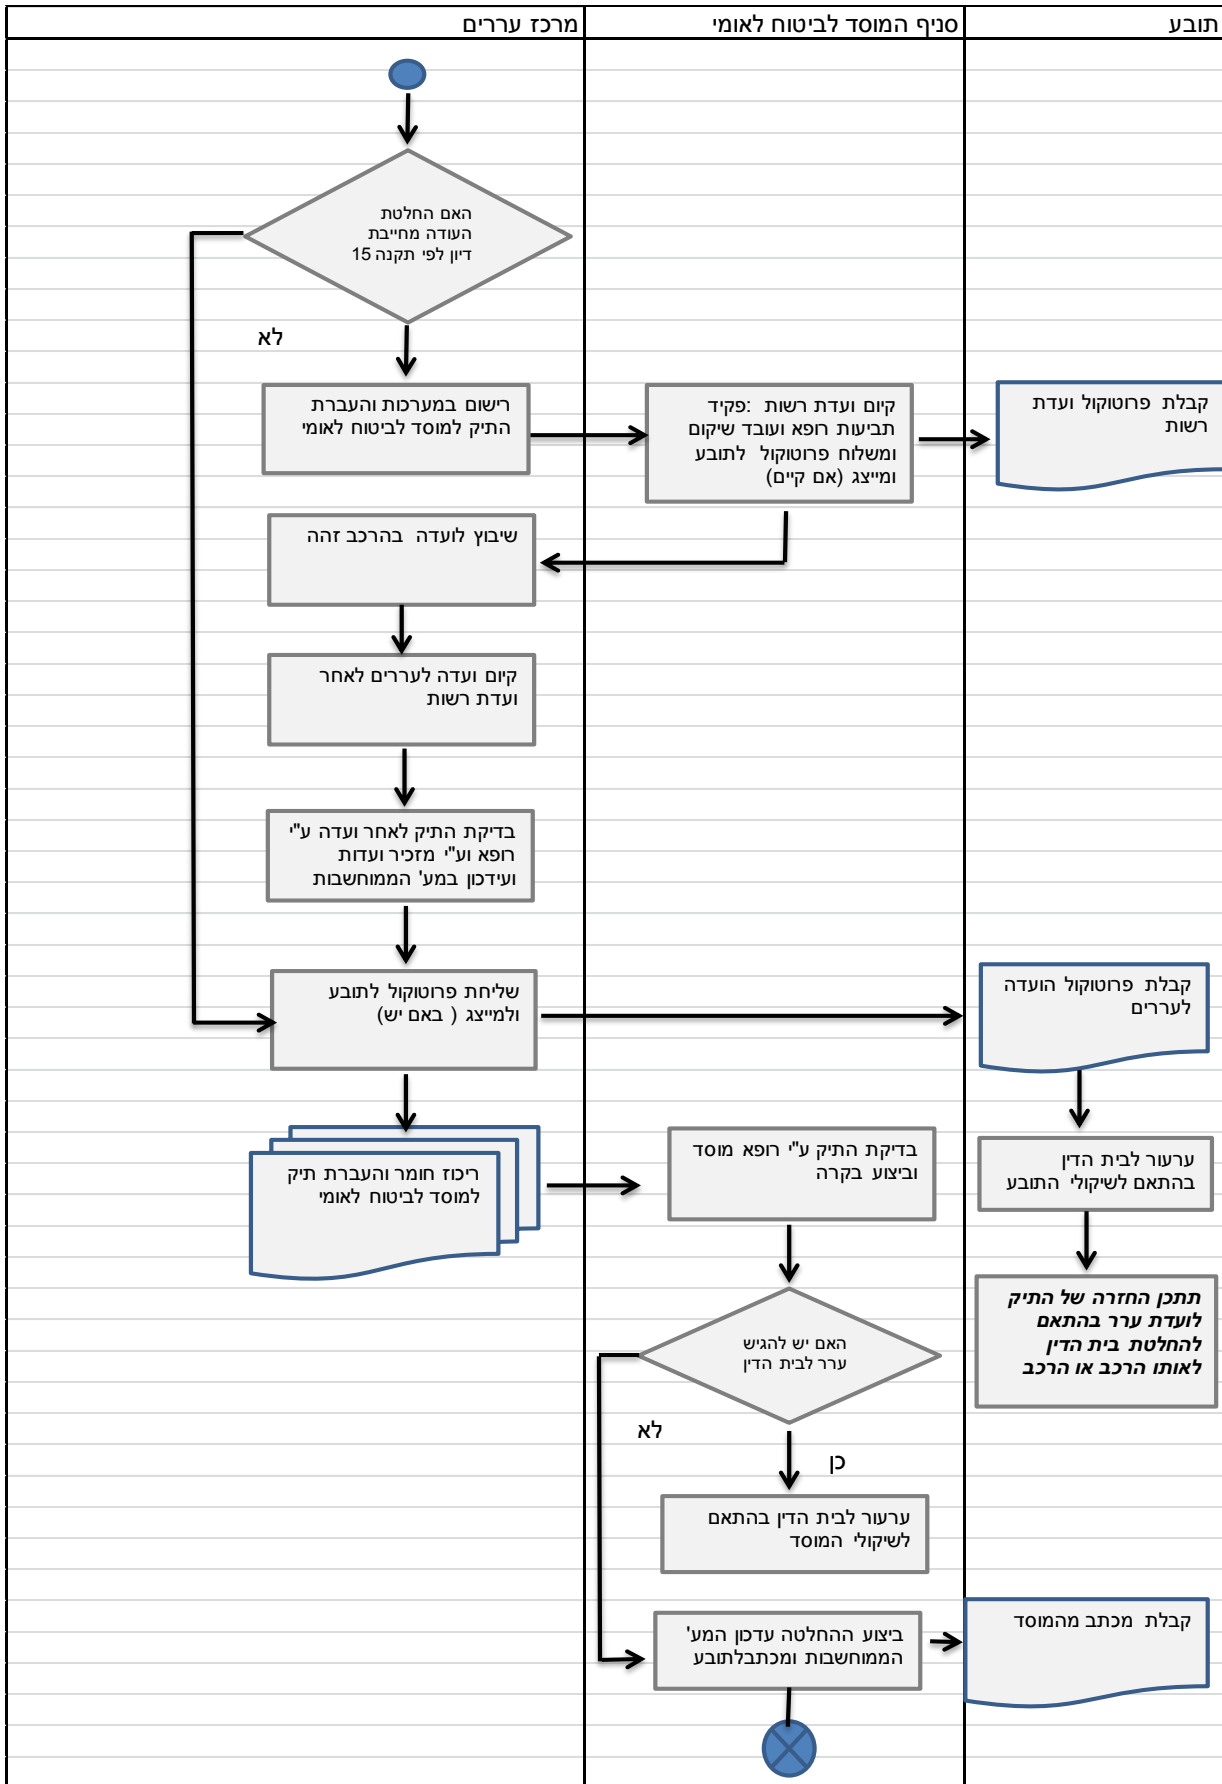 תובע
סניף המוסד לביטוח לאומי
מרכז עררים
האם החלטת
העודה מחייבת
דיון לפי תקנה 15
לא
רישום במערכות והעברת
התיק למוסד לביטוח לאומי
קיום ועדת רשות :פקיד
תביעות רופא ועובד שיקום
ומשלוח פרוטוקול לתובע
ומייצג (אם קיים)
קבלת פרוטוקול ועדת
רשות
שיבוץ לועדה בהרכב זהה
קיום ועדה לעררים לאחר
ועדת רשות
בדיקת התיק לאחר ועדה ע"י
רופא וע"י מזכיר ועדות
ועידכון במע' הממוחשבות
שליחת פרוטוקול לתובע
ולמייצג ( באם יש)
קבלת פרוטוקול הועדה
לעררים
ריכוז חומר והעברת תיק
למוסד לביטוח לאומי
בדיקת התיק ע"י רופא מוסד
וביצוע בקרה
ערעור לבית הדין
בהתאם לשיקולי התובע
תתכן החזרה של התיק
לועדת ערר בהתאם
להחלטת בית הדין
לאותו הרכב או הרכב
האם יש להגיש
ערר לבית הדין
לא
כן
ערעור לבית הדין בהתאם
לשיקולי המוסד
ביצוע ההחלטה עדכון המע'
הממוחשבות ומכתבלתובע
קבלת מכתב מהמוסד